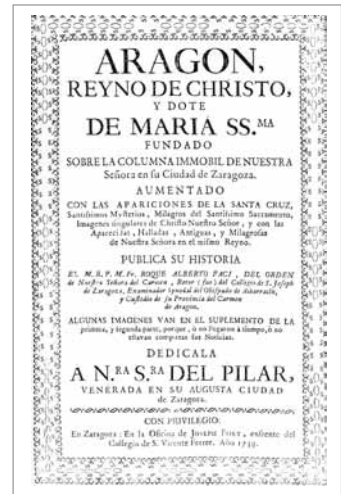 ARAGON,
REYNO DE CHRISTO,
Y DOTE
DE MARIA SS.MA
FUNDADO
SOBRE LA COLUMNA IMMOBIL DE NUESTRA
Señora en su Ciudad de Zaragoza.
AUMENTADO
CON LAS APARICIONES DE LA SANTA CRUZ,
Santissimos Mysterios, Milagros del Santissimo Sacramento,
Imagenes singulares de Christo Nuestro Señor, y con las
Aparecidas, Halladas, Antiguas, y Milagrosas
de Nuestra Señora en el mismo Reyno.
PUBLICA SU HISTORIA
EL M. R. P. M. Fr. ROQUE ALBERTO FACI, DEL ORDEN
de Nuestra Señora del Carmen, Retor (fue) del Collegio de S. Joseph
de Zaragoza, Examinador Synodal del Obispado de Albarracin,
y Custodio de su Provincia del Carmen
de Aragon.
ALGUNAS IMAGENES VAN EN EL SUPLEMENTO DE LA
primera, y segunda parte, porque, ò no llegaron à tiempo, ò no
estavan completas sus Noticias.
DEDICALA
A N.RA S.RA DEL PILAR,
VENERADA EN SU AUGUSTA CIUDAD
de Zaragoza.
CON PRIVILEGIO:
En Zaragoza: En la Oficina de JOSEPH FORT, enfrente del
Collegio de S. Vicente Ferrer. Año 1739.